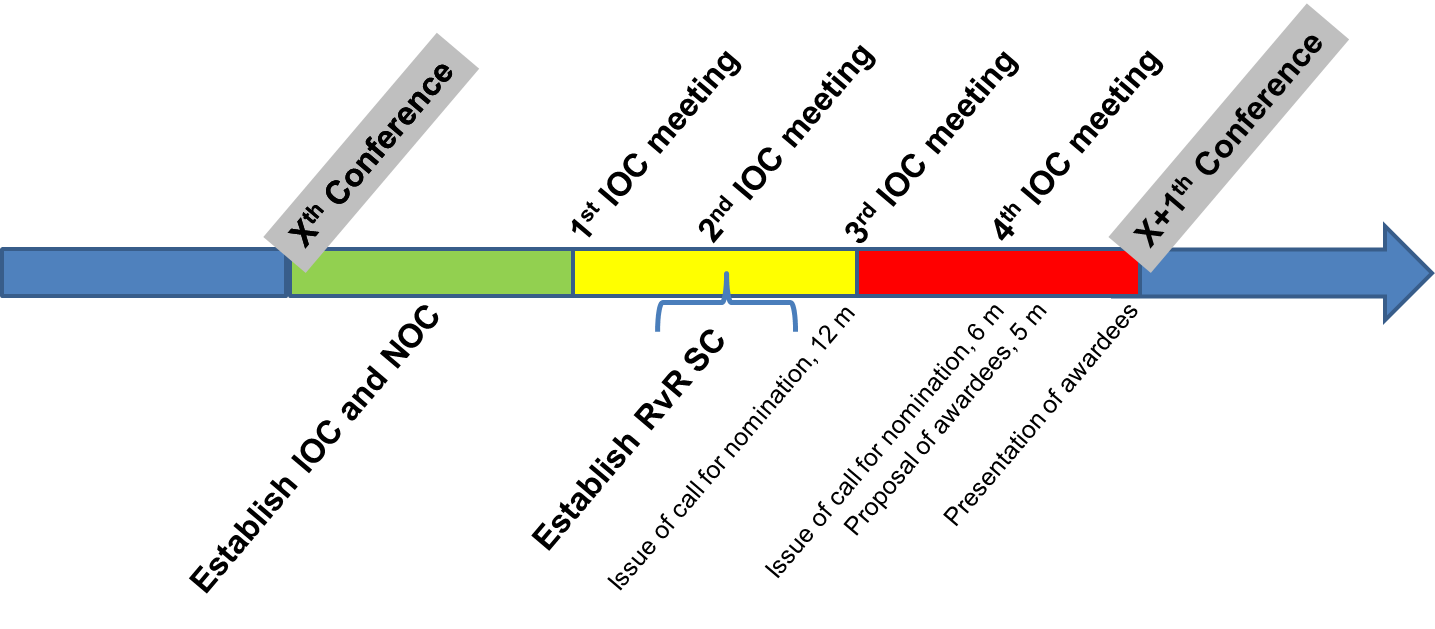 Xth Conference
1st IOC meeting
2nd IOC meeting
3rd IOC meeting
4th IOC meeting
X+1th Conference
Establish IOC and NOC
Establish RvR SC
Issue of call for nomination, 12 m
Issue of call for nomination, 6 m
Proposal of awardees, 5 m
Presentation of awardees